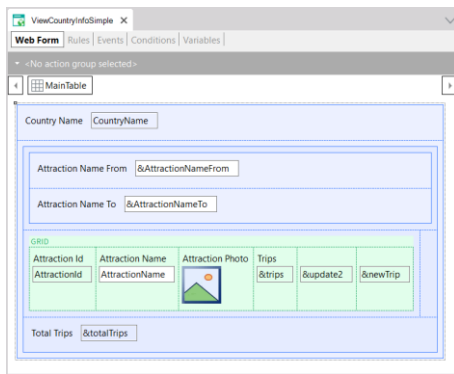 ViewCountryInfoSimple X
Web Form | Rules | Events | Conditions | Variables |
<No action group selected>
MainTable
Country Name CountryName
Attraction Name From &AttractionNameFrom
Attraction Name To &AttractionNameTo
GRID
Attraction Id Attraction Name Attraction Photo Trips
AttractionId AttractionName &trips &update2 &newTrip
Total Trips &totalTrips